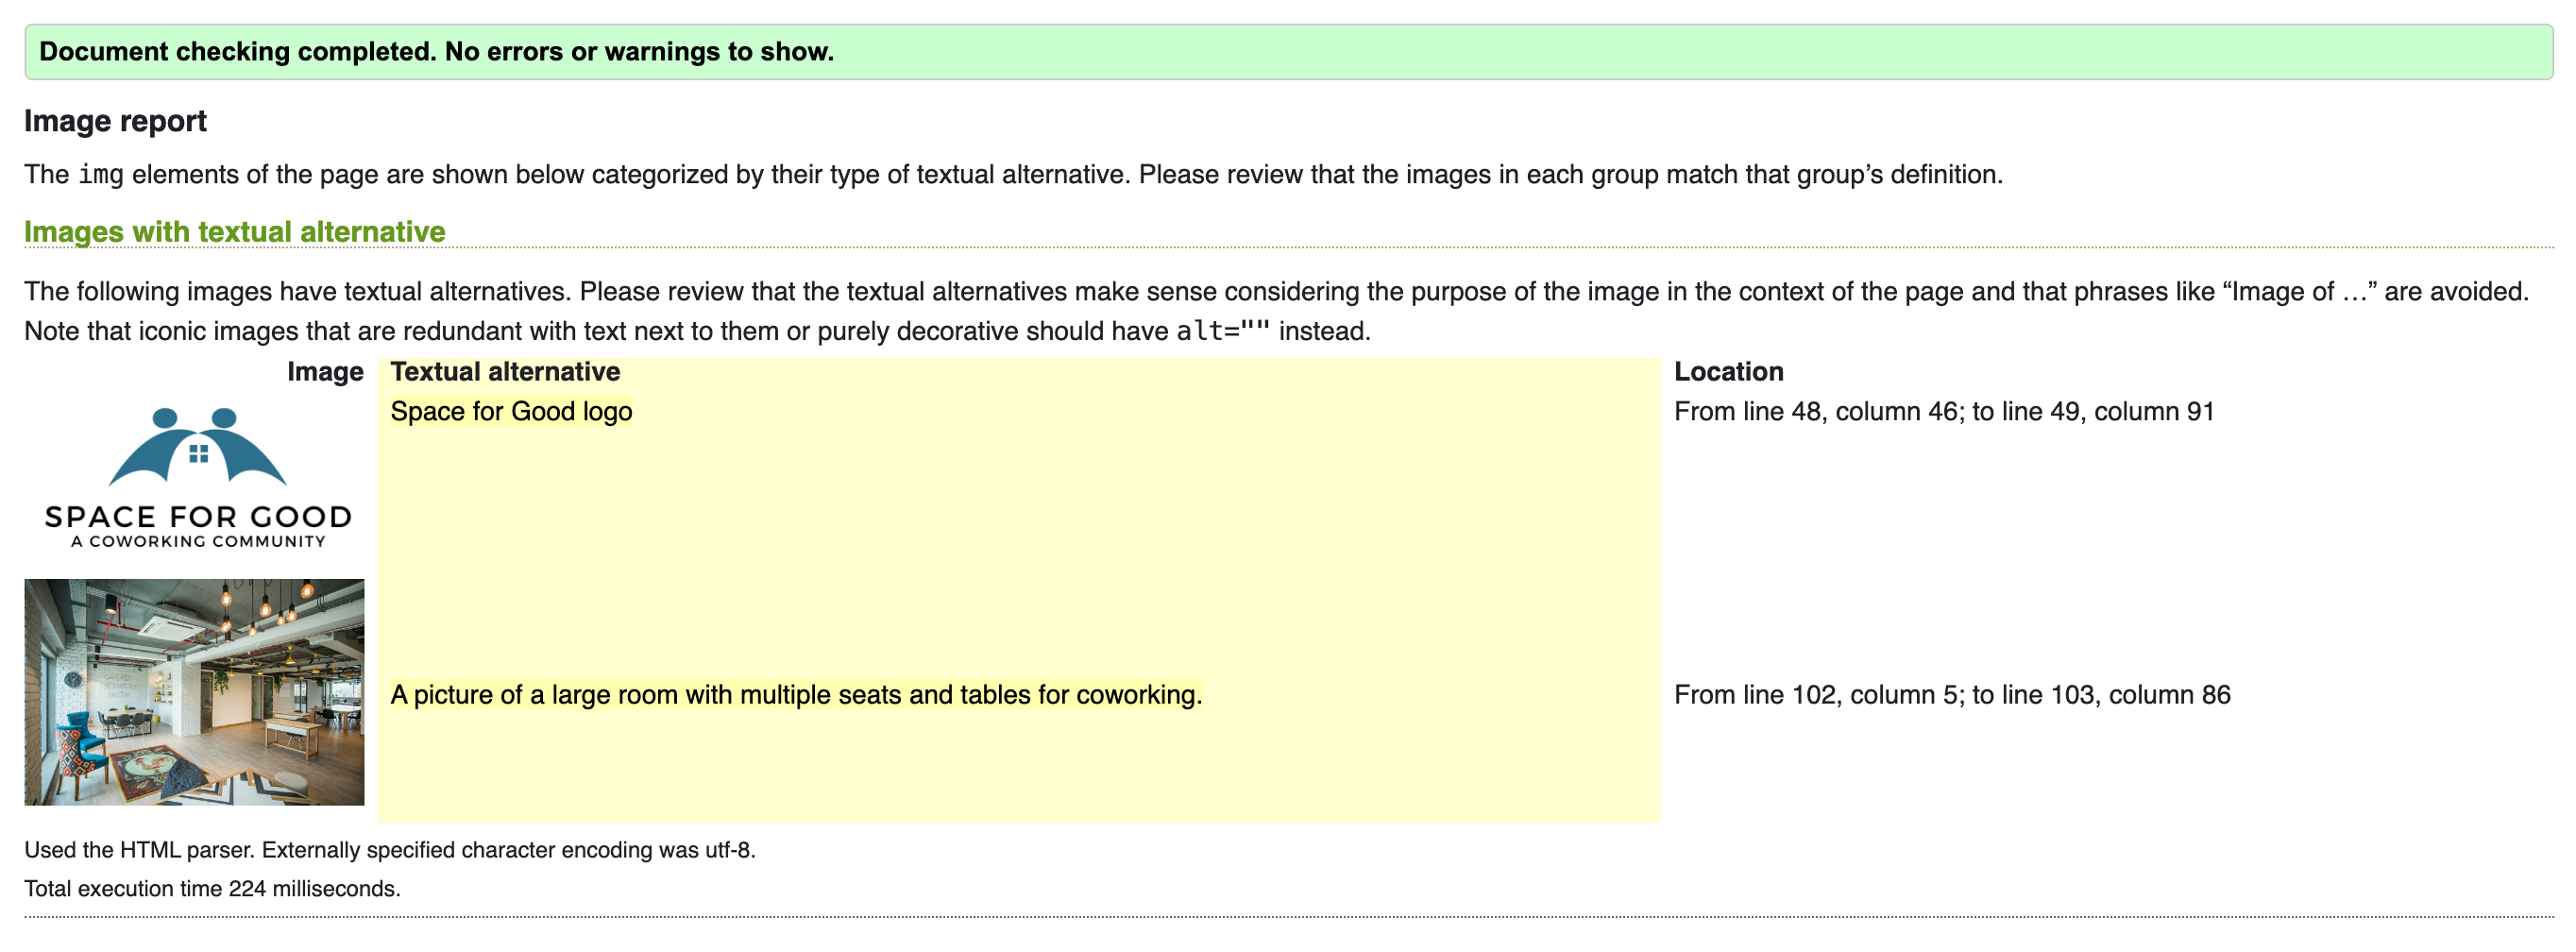 Document checking completed. No errors or warnings to show.
Image report
The img elements of the page are shown below categorized by their type of textual alternative. Please review that the images in each group match that group’s definition.
Images with textual alternative
The following images have textual alternatives. Please review that the textual alternatives make sense considering the purpose of the image in the context of the page and that phrases like “Image of …” are avoided.
Note that iconic images that are redundant with text next to them or purely decorative should have alt="" instead.
Image Textual alternative Location
Space for Good logo From line 48, column 46; to line 49, column 91
SPACE FOR GOOD
A COWORKING COMMUNITY
A picture of a large room with multiple seats and tables for coworking. From line 102, column 5; to line 103, column 86
Used the HTML parser. Externally specified character encoding was utf-8.
Total execution time 224 milliseconds.